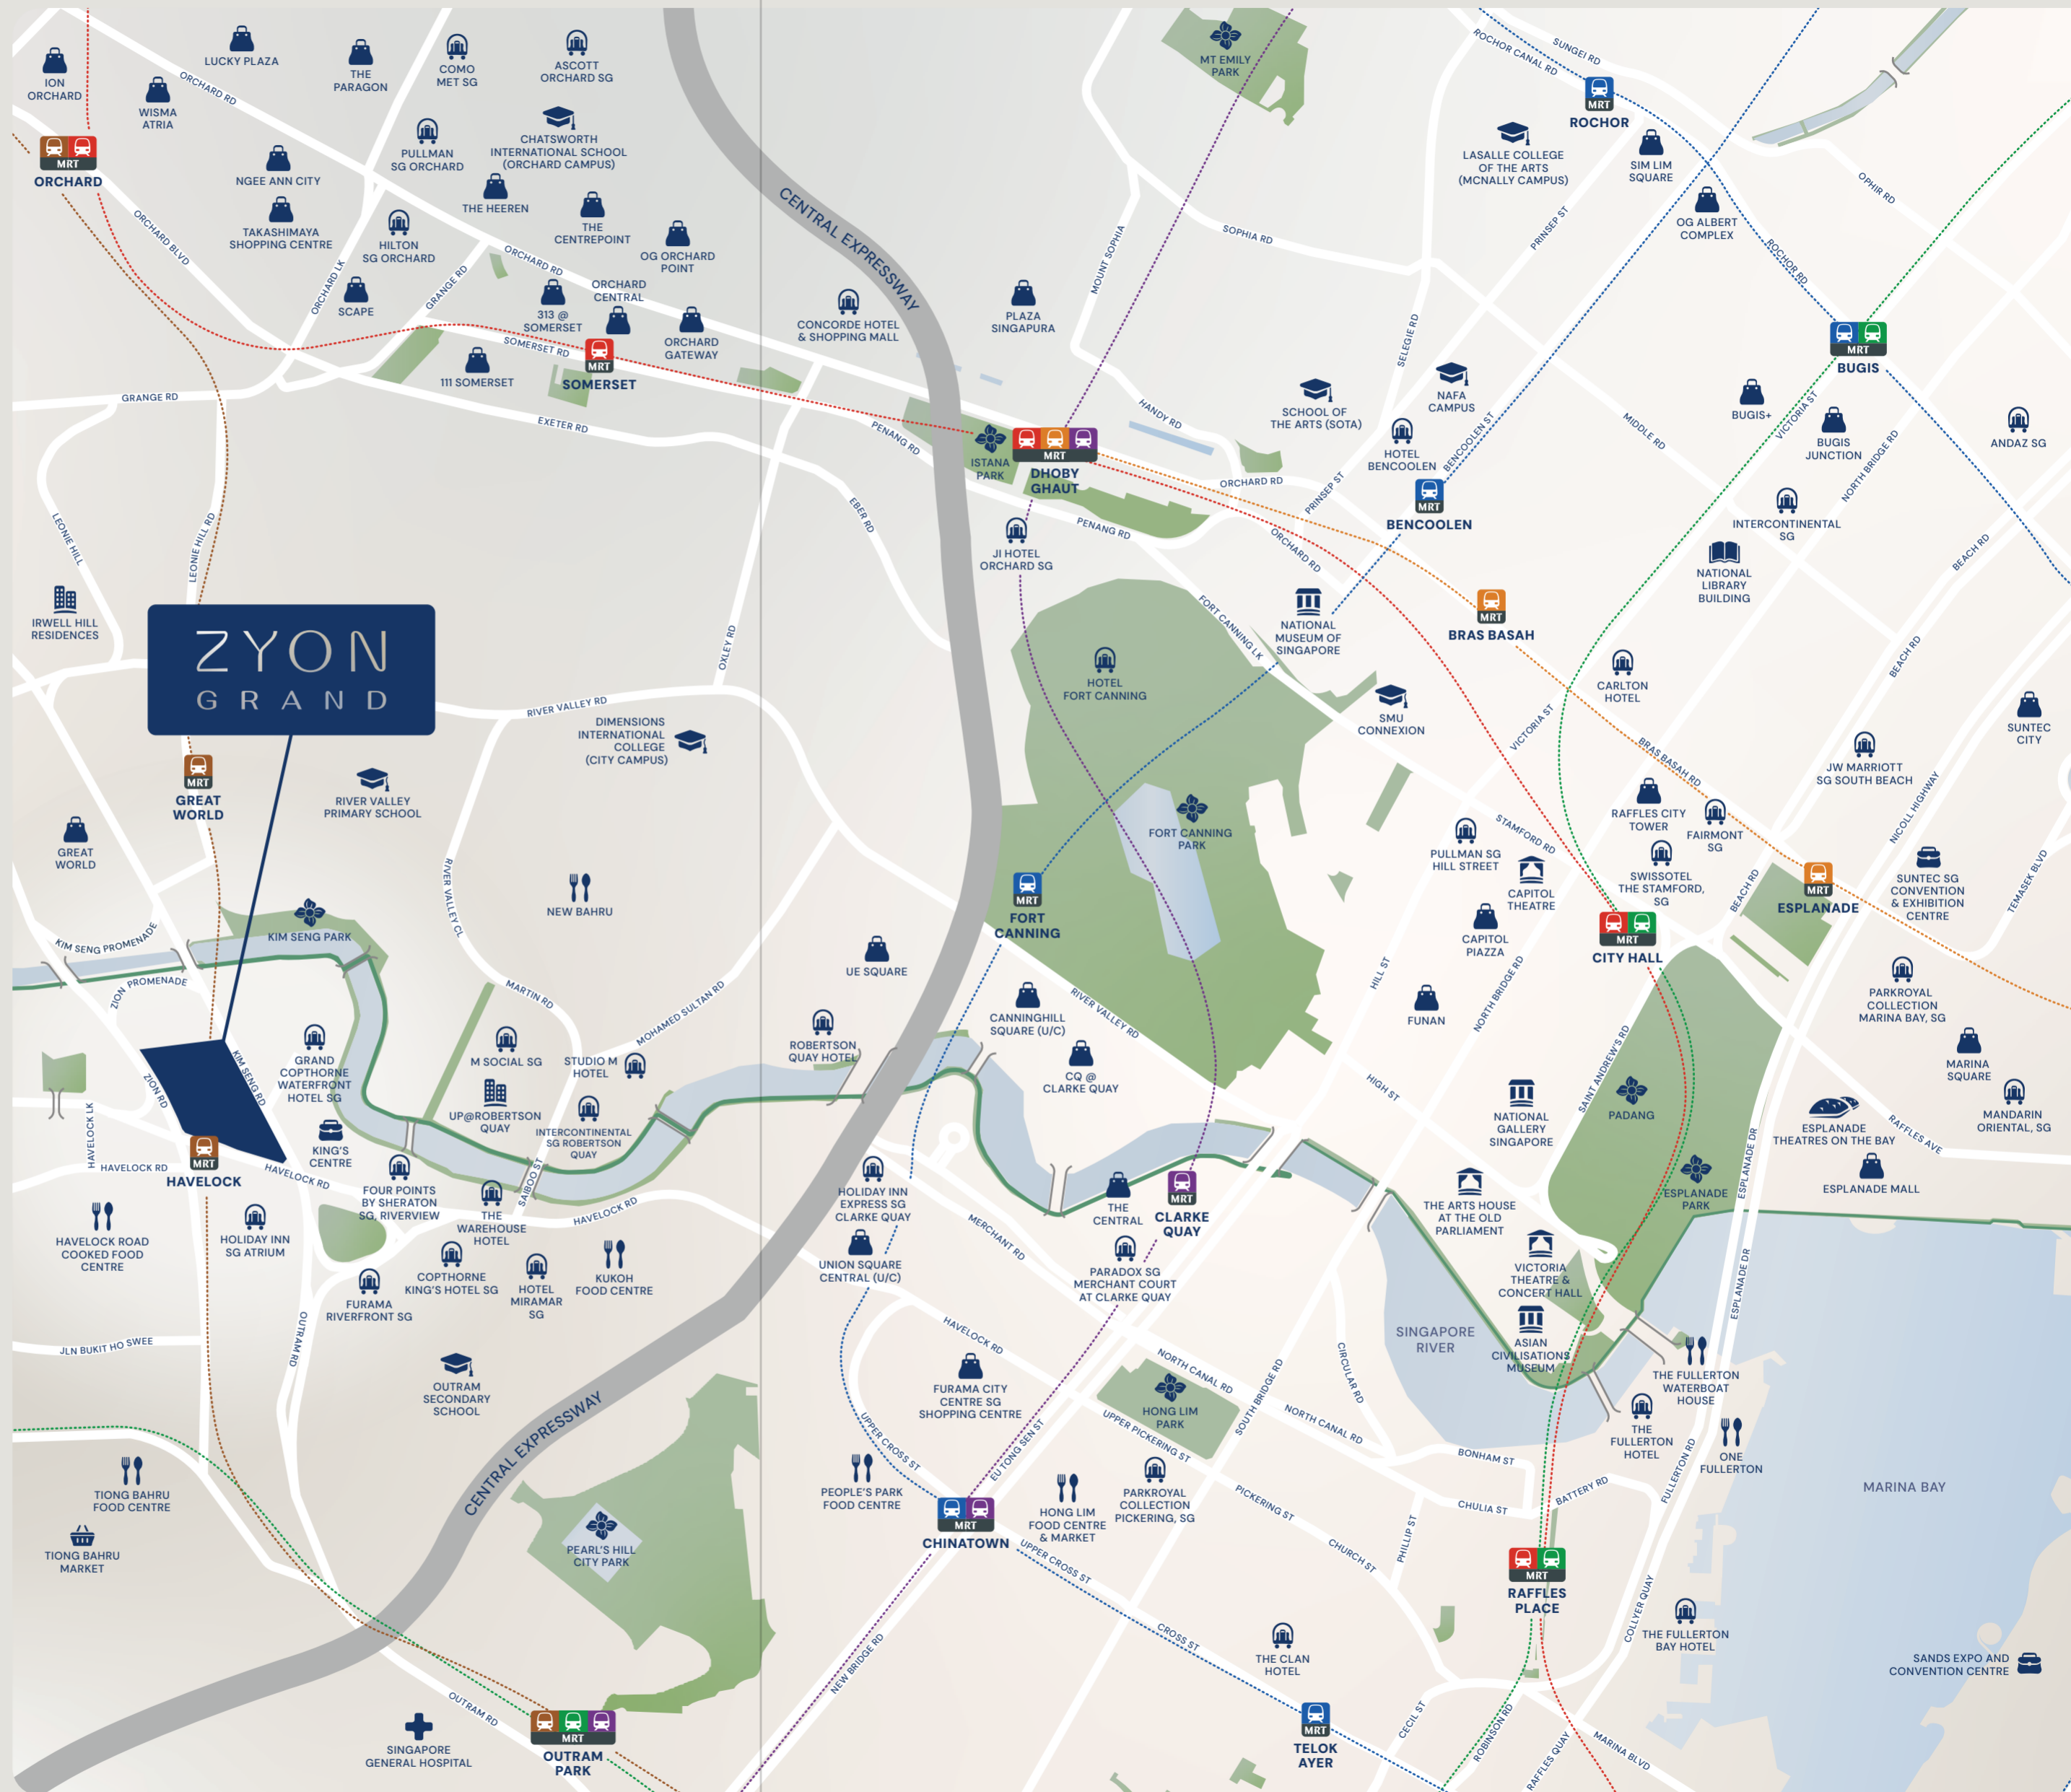 ION
ORCHARD
LUCKY PLAZA
WISMA
ATRIA
ORCHARD RD
THE
PARAGON
COMO
MET SG
ASCOTT
ORCHARD SG
MRT
ORCHARD
NGEE ANN CITY
PULLMAN
SG ORCHARD
CHATSWORTH
INTERNATIONAL SCHOOL
(ORCHARD CAMPUS)
THE HEEREN
TAKASHIMAYA
SHOPPING CENTRE
HILTON
SG ORCHARD
THE
CENTREPOINT
OG ORCHARD
POINT
ORCHARD BLVD
ORCHARD LK
GRANGE RD
ORCHARD RD
SCAPE
ORCHARD
CENTRAL
313 @
SOMERSET
ORCHARD
GATEWAY
SOMERSET RD
111 SOMERSET
MRT
SOMERSET
GRANGE RD
EXETER RD
CENTRAL EXPRESSWAY
CONCORDE HOTEL
& SHOPPING MALL
PLAZA
SINGAPURA
MOUNT SOPHIA
SOPHIA RD
MT EMILY
PARK
ROCHOR CANAL RD
SUNGEI RD
MRT
ROCHOR
LASALLE COLLEGE
OF THE ARTS
(MCNALLY CAMPUS)
SIM LIM
SQUARE
OG ALBERT
COMPLEX
PRINSEP ST
OPHIR RD
ROCHOR RD
SELEGIE RD
MRT
BUGIS
BUGIS+
VICTORIA ST
BUGIS
JUNCTION
NORTH BRIDGE RD
ANDAZ SG
MIDDLE RD
HANDY RD
SCHOOL OF
THE ARTS (SOTA)
NAFA
CAMPUS
HOTEL
BENCOOLEN
BENCOOLEN ST
MRT
BENCOOLEN
PENANG RD
ISTANA
PARK
MRT
DHOBY
GHAUT
ORCHARD RD
PRINSEP ST
PENANG RD
ORCHARD RD
EBER RD
JI HOTEL
ORCHARD SG
INTERCONTINENTAL
SG
NATIONAL
LIBRARY
BUILDING
BEACH RD
LEONIE HILL
LEONIE HILL RD
IRWELL HILL
RESIDENCES
ZYON
GRAND
OXLEY RD
RIVER VALLEY RD
DIMENSIONS
INTERNATIONAL
COLLEGE
(CITY CAMPUS)
HOTEL
FORT CANNING
FORT CANNING LK
NATIONAL
MUSEUM OF
SINGAPORE
MRT
BRAS BASAH
CARLTON
HOTEL
BEACH RD
SMU
CONNEXION
VICTORIA ST
BRAS BASAH RD
SUNTEC
CITY
JW MARRIOTT
SG SOUTH BEACH
NICOLL HIGHWAY
MRT
GREAT
WORLD
RIVER VALLEY
PRIMARY SCHOOL
GREAT
WORLD
RIVER VALLEY CL
NEW BAHRU
FORT CANNING
PARK
STAMFORD RD
PULLMAN SG
HILL STREET
CAPITOL
THEATRE
RAFFLES CITY
TOWER
FAIRMONT
SG
SWISSOTEL
THE STAMFORD,
SG
BEACH RD
MRT
ESPLANADE
SUNTEC SG
CONVENTION
& EXHIBITION
CENTRE
TEMASEK BLVD
MRT
FORT
CANNING
CAPITOL
PIAZZA
MRT
CITY HALL
KIM SENG PROMENADE
KIM SENG PARK
ZION
PROMENADE
MARTIN RD
MOHAMED SULTAN RD
UE SQUARE
CANNINGHILL
SQUARE (U/C)
RIVER VALLEY RD
HILL ST
FUNAN
NORTH BRIDGE RD
PARKROYAL
COLLECTION
MARINA BAY, SG
GRAND
COPTHORNE
WATERFRONT
HOTEL SG
M SOCIAL SG
STUDIO M
HOTEL
ROBERTSON
QUAY HOTEL
CQ @
CLARKE QUAY
HIGH ST
SAINT ANDREW'S RD
PADANG
MARINA
SQUARE
KIM SENG RD
ZION RD
HAVELOCK LK
UP@ROBERTSON
QUAY
INTERCONTINENTAL
SG ROBERTSON
QUAY
NATIONAL
GALLERY
SINGAPORE
ESPLANADE
THEATRES ON THE BAY
RAFFLES AVE
MANDARIN
ORIENTAL, SG
KING'S
CENTRE
HAVELOCK RD
MRT
HAVELOCK
HAVELOCK RD
FOUR POINTS
BY SHERATON
SG, RIVERVIEW
SAIBOO ST
THE
WAREHOUSE
HOTEL
HAVELOCK RD
HOLIDAY INN
EXPRESS SG
CLARKE QUAY
THE
CENTRAL
MRT
CLARKE
QUAY
THE ARTS HOUSE
AT THE OLD
PARLIAMENT
ESPLANADE
PARK
ESPLANADE DR
ESPLANADE MALL
HAVELOCK ROAD
COOKED FOOD
CENTRE
HOLIDAY INN
SG ATRIUM
COPTHORNE
KING'S HOTEL SG
HOTEL
MIRAMAR
SG
KUKOH
FOOD CENTRE
FURAMA
RIVERFRONT SG
UNION SQUARE
CENTRAL (U/C)
MERCHANT RD
PARADOX SG
MERCHANT COURT
AT CLARKE QUAY
VICTORIA
THEATRE &
CONCERT HALL
ESPLANADE DR
JLN BUKIT HO SWEE
OUTRAM RD
OUTRAM
SECONDARY
SCHOOL
HAVELOCK RD
NORTH CANAL RD
CIRCULAR RD
SINGAPORE
RIVER
ASIAN
CIVILISATIONS
MUSEUM
THE FULLERTON
WATERBOAT
HOUSE
FURAMA CITY
CENTRE SG
SHOPPING CENTRE
HONG LIM
PARK
SOUTH BRIDGE RD
NORTH CANAL RD
THE
FULLERTON
HOTEL
ONE
FULLERTON
CENTRAL EXPRESSWAY
UPPER CROSS ST
EU TONG SEN ST
UPPER PICKERING ST
BONHAM ST
FULLERTON RD
MARINA BAY
TIONG BAHRU
FOOD CENTRE
PEOPLE'S PARK
FOOD CENTRE
HONG LIM
FOOD CENTRE
& MARKET
PARKROYAL
COLLECTION
PICKERING, SG
PICKERING ST
CHULIA ST
BATTERY RD
TIONG BAHRU
MARKET
PEARL'S HILL
CITY PARK
MRT
CHINATOWN
UPPER CROSS ST
CHURCH ST
PHILLIP ST
MRT
RAFFLES
PLACE
COLLYER QUAY
THE FULLERTON
BAY HOTEL
NEW BRIDGE RD
CROSS ST
THE CLAN
HOTEL
SANDS EXPO AND
CONVENTION CENTRE
OUTRAM RD
SINGAPORE
GENERAL HOSPITAL
MRT
OUTRAM
PARK
MRT
TELOK
AYER
CECIL ST
ROBINSON RD
RAFFLES QUAY
MARINA BLVD